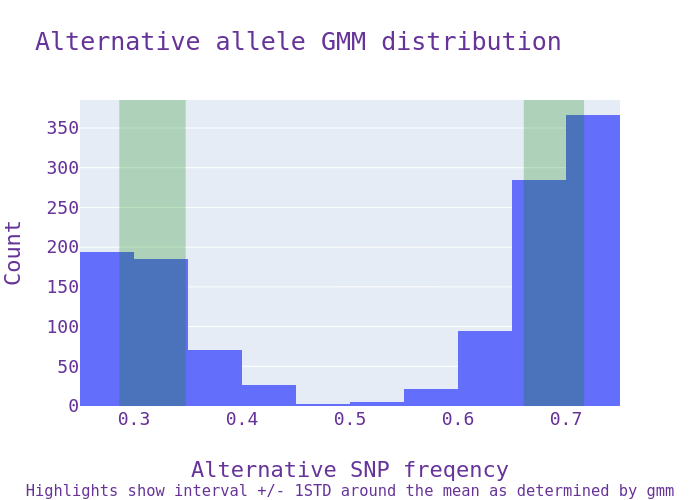 Alternative allele GMM distribution
Count
350
300
250
200
150
100
50
0
0.3 0.4 0.5 0.6 0.7
Alternative SNP freqency
Highlights show interval +/- 1STD around the mean as determined by gmm